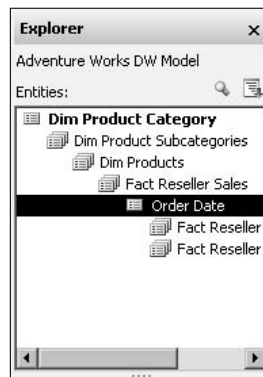 Explorer
Adventure Works DW Model
Entities:
Dim Product Category
Dim Product Subcategories
Dim Products
Fact Reseller Sales
Order Date
Fact Reseller
Fact Reseller